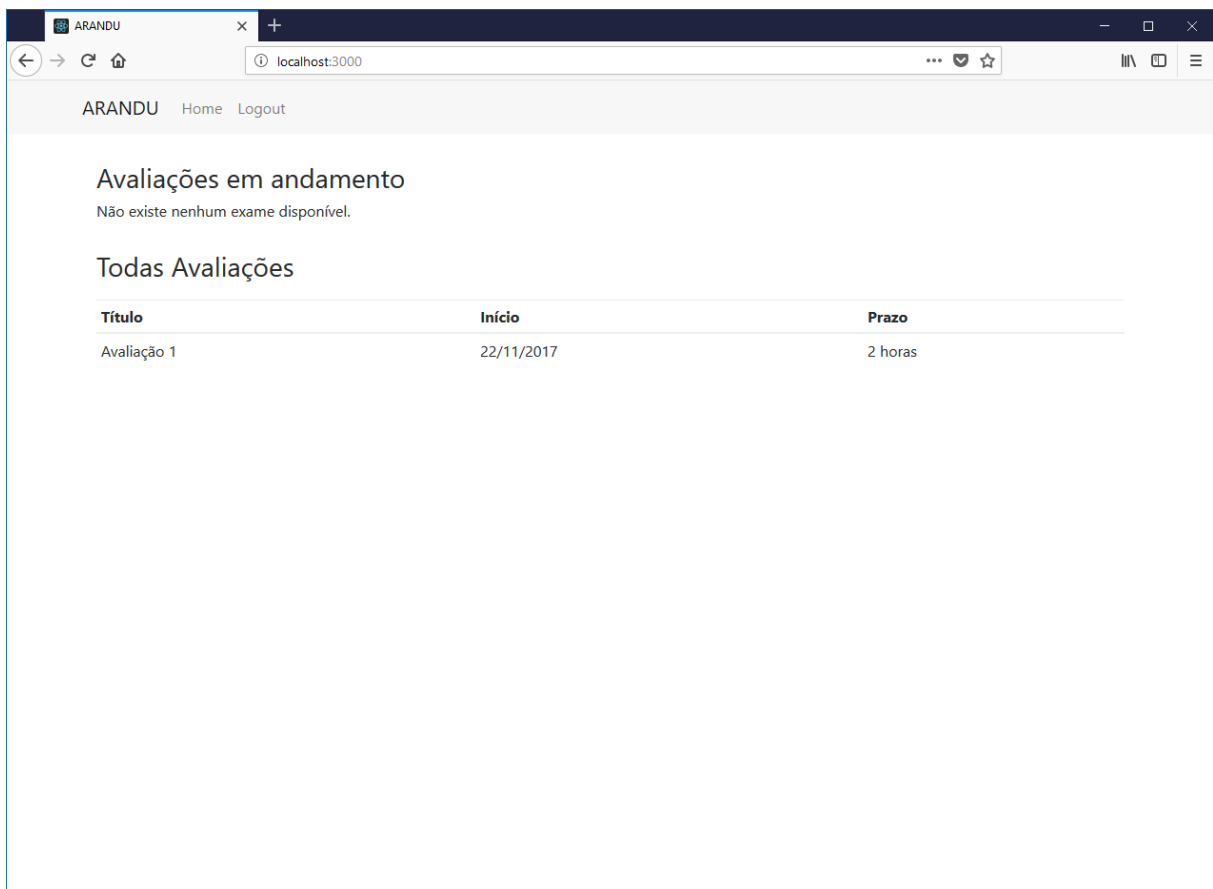 ARANDU
localhost:3000
ARANDU Home Logout
Avaliações em andamento
Não existe nenhum exame disponível.
Todas Avaliações
Título Início Prazo
Avaliação 1 22/11/2017 2 horas